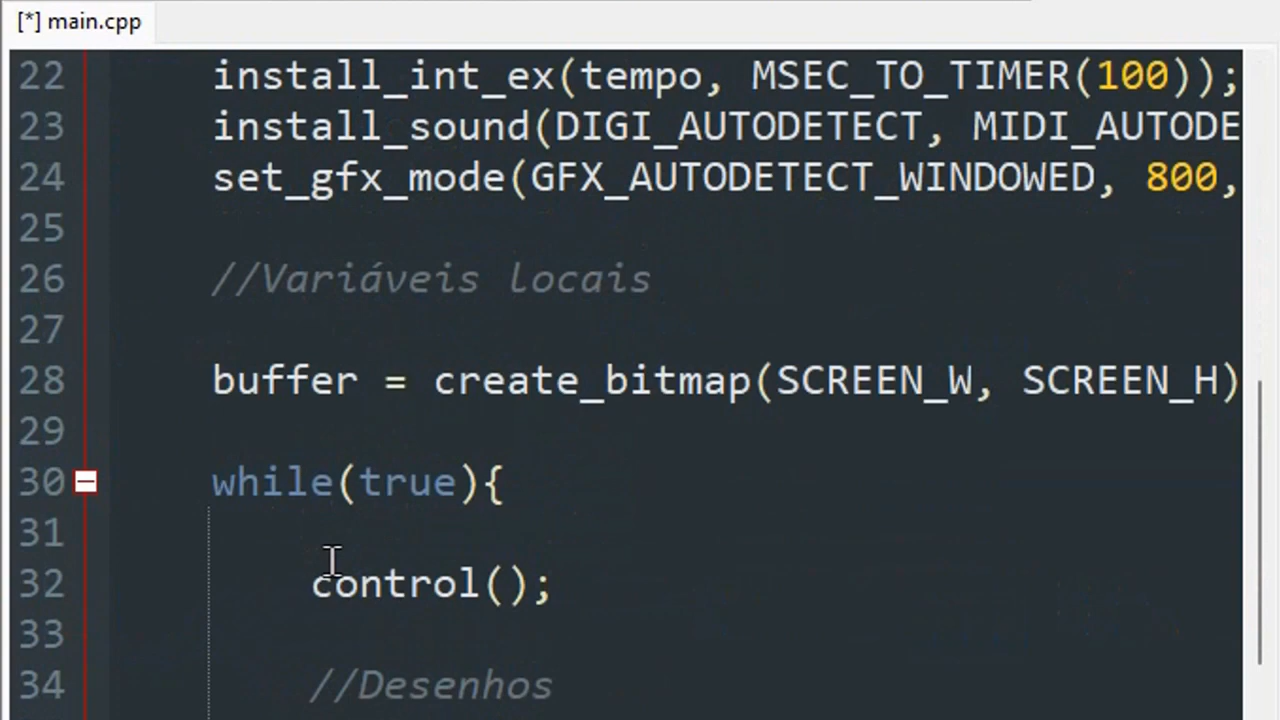 [*] main.cpp
22 install_int_ex(tempo, MSEC_TO_TIMER(100));
23 install_sound(DIGI_AUTODETECT, MIDI_AUTODE
24 set_gfx_mode(GFX_AUTODETECT_WINDOWED, 800,
25
26 //Variáveis locais
27
28 buffer = create_bitmap(SCREEN_W, SCREEN_H)
29
30 while(true){
31
32 control();
33
34 //Desenhos